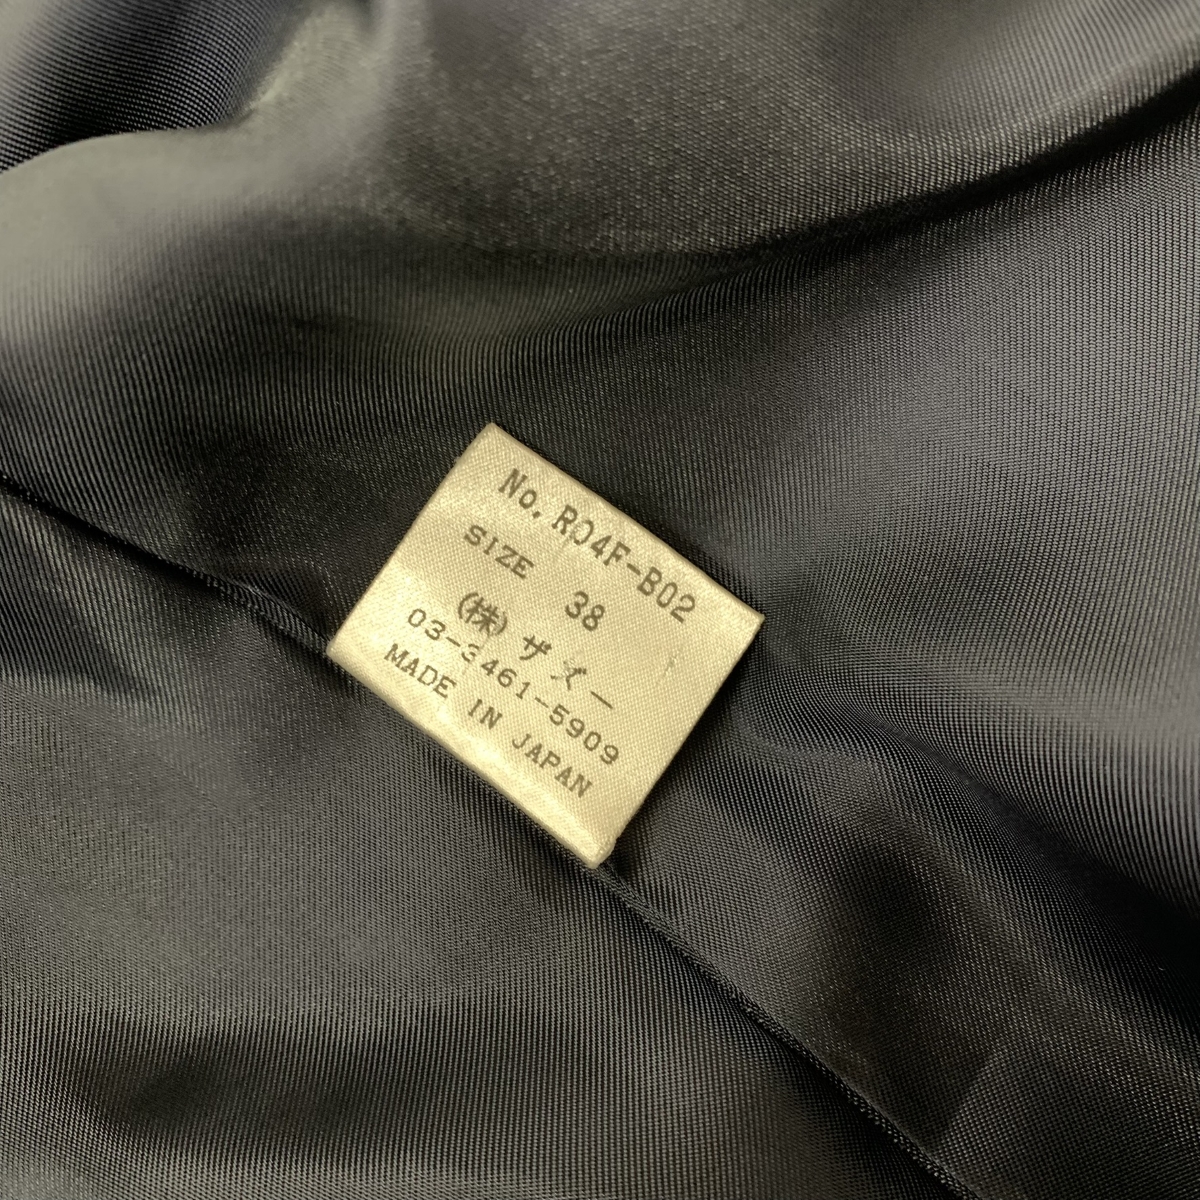 No. R04F-B02
SIZE 38
(株) ザズー
03-3461-5909
MADE IN JAPAN